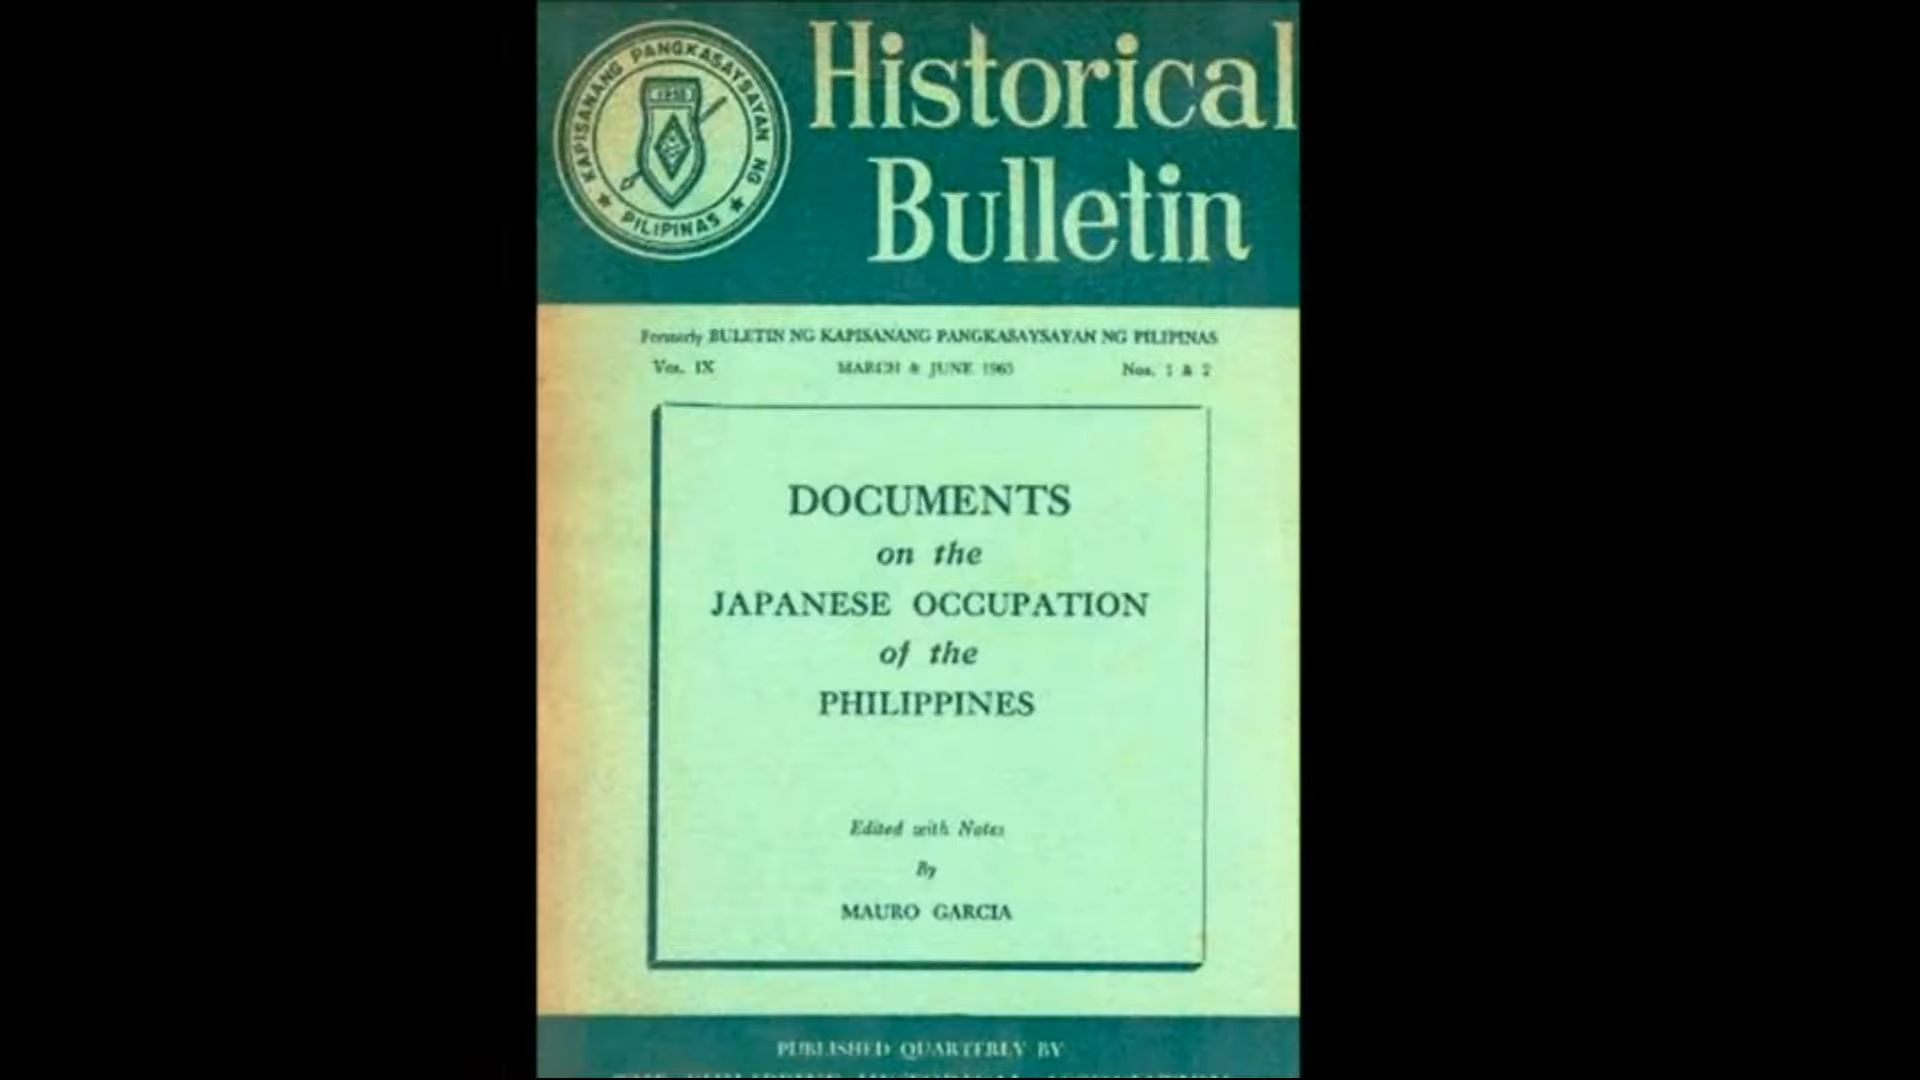 KAPISANANG PANGKASAYSAYAN NG
PILIPINAS
Historical
Bulletin
Formerly BULETIN NG KAPISANANG PANGKASAYSAYAN NG PILIPINAS
Vol. IX MARCH & JUNE 1965 Nos. 1 & 2
DOCUMENTS
on the
JAPANESE OCCUPATION
of the
PHILIPPINES
Edited with Notes
By
MAURO GARCIA
PUBLISHED QUARTERLY BY